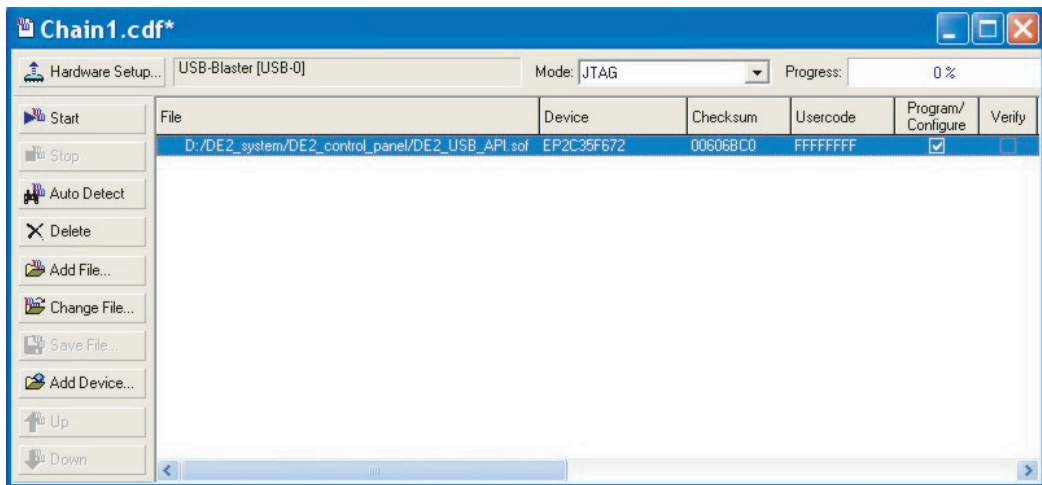 Chain1.cdf*
Hardware Setup... USB-Blaster [USB-0] Mode: JTAG Progress: 0 %
Start
Stop
Auto Detect
Delete
Add File...
Change File...
Save File...
Add Device...
Up
Down
File Device Checksum Usercode Program/ Configure Verify
D:/DE2_system/DE2_control_panel/DE2_USB_API.sof EP2C35F672 00606BC0 FFFFFFFF